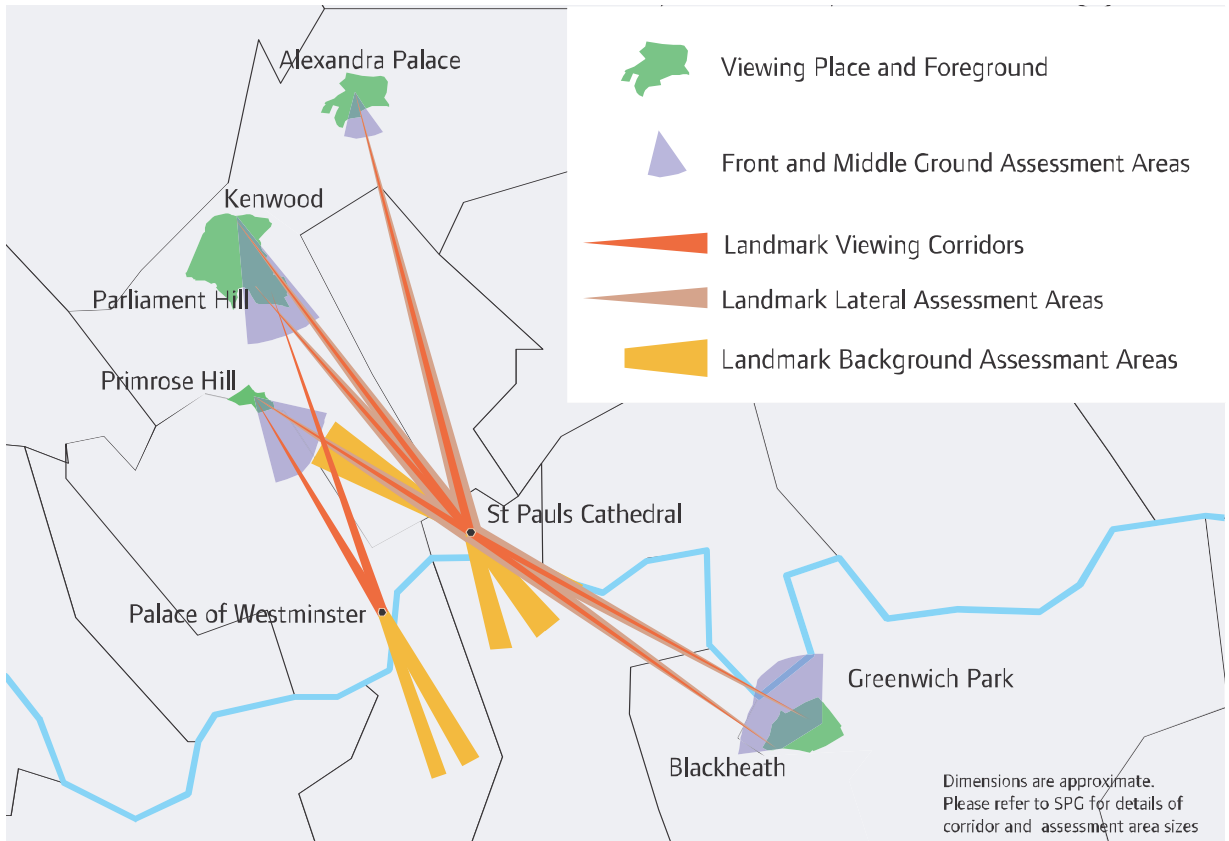 Alexandra Palace
Viewing Place and Foreground
Front and Middle Ground Assessment Areas
Kenwood
Landmark Viewing Corridors
Parliament Hill
Landmark Lateral Assessment Areas
Landmark Background Assessmant Areas
Primrose Hill
St Pauls Cathedral
Palace of Westminster
Greenwich Park
Blackheath
Dimensions are approximate.
Please refer to SPG for details of
corridor and assessment area sizes